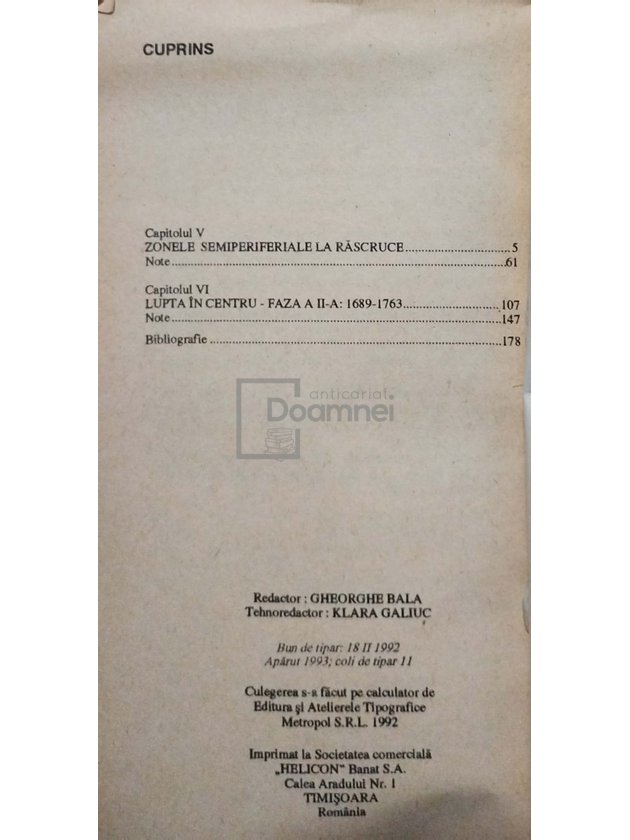 CUPRINS
Capitolul V
ZONELE SEMIPERIFERIALE LA RĂSCRUCE..............................5
Note.....................................................................................61
Capitolul VI
LUPTA ÎN CENTRU - FAZA A II-A: 1689-1763...........................107
Note.....................................................................................147
Bibliografie ...........................................................................178
anticariat
Doamnei
Redactor : GHEORGHE BALA
Tehnoredactor : KLARA GALIUC
Bun de tipar: 18 II 1992
Apărut 1993; coli de tipar 11
Culegerea s-a făcut pe calculator de
Editura și Atelierele Tipografice
Metropol S.R.L. 1992
Imprimat la Societatea comercială
„HELICON" Banat S.A.
Calea Aradului Nr. 1
TIMIȘOARA
România